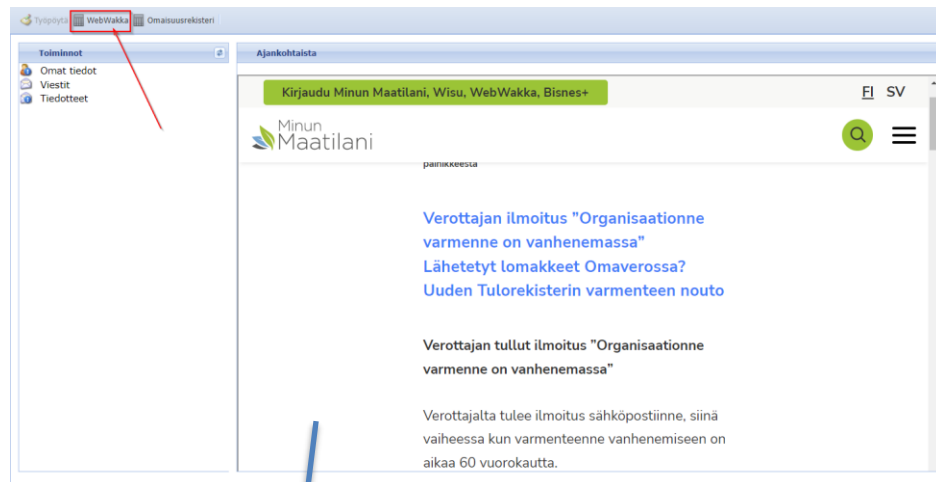 Työpöytä WebWakka Omaisuusrekisteri
Toiminnot
Omat tiedot
Viestit
Tiedotteet
Ajankohtaista
Kirjaudu Minun Maatilani, Wisu, WebWakka, Bisnes+
FI SV
Minun
Maatilani
painikkeesta
Verottajan ilmoitus ”Organisaationne
varmenne on vanhenemassa”
Lähetetyt lomakkeet Omaverossa?
Uuden Tulorekisterin varmenteen nouto
Verottajan tullut ilmoitus ”Organisaationne
varmenne on vanhenemassa”
Verottajalta tulee ilmoitus sähköpostiinne, siinä
vaiheessa kun varmenteenne vanhenemiseen on
aikaa 60 vuorokautta.